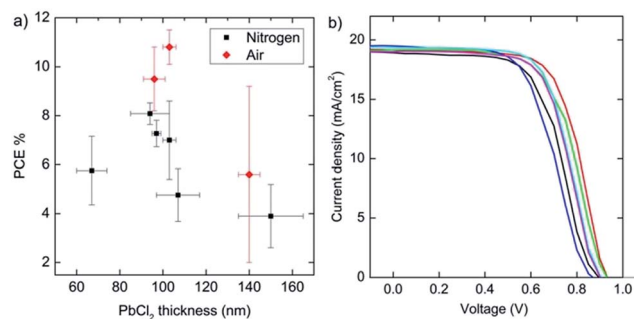 a)
Nitrogen
Air
PCE %
12
10
8
6
4
2
60
80
100
120
140
160
PbCl₂ thickness (nm)
b)
Current density (mA/cm²)
20
15
10
5
0
0.0
0.2
0.4
0.6
0.8
1.0
Voltage (V)